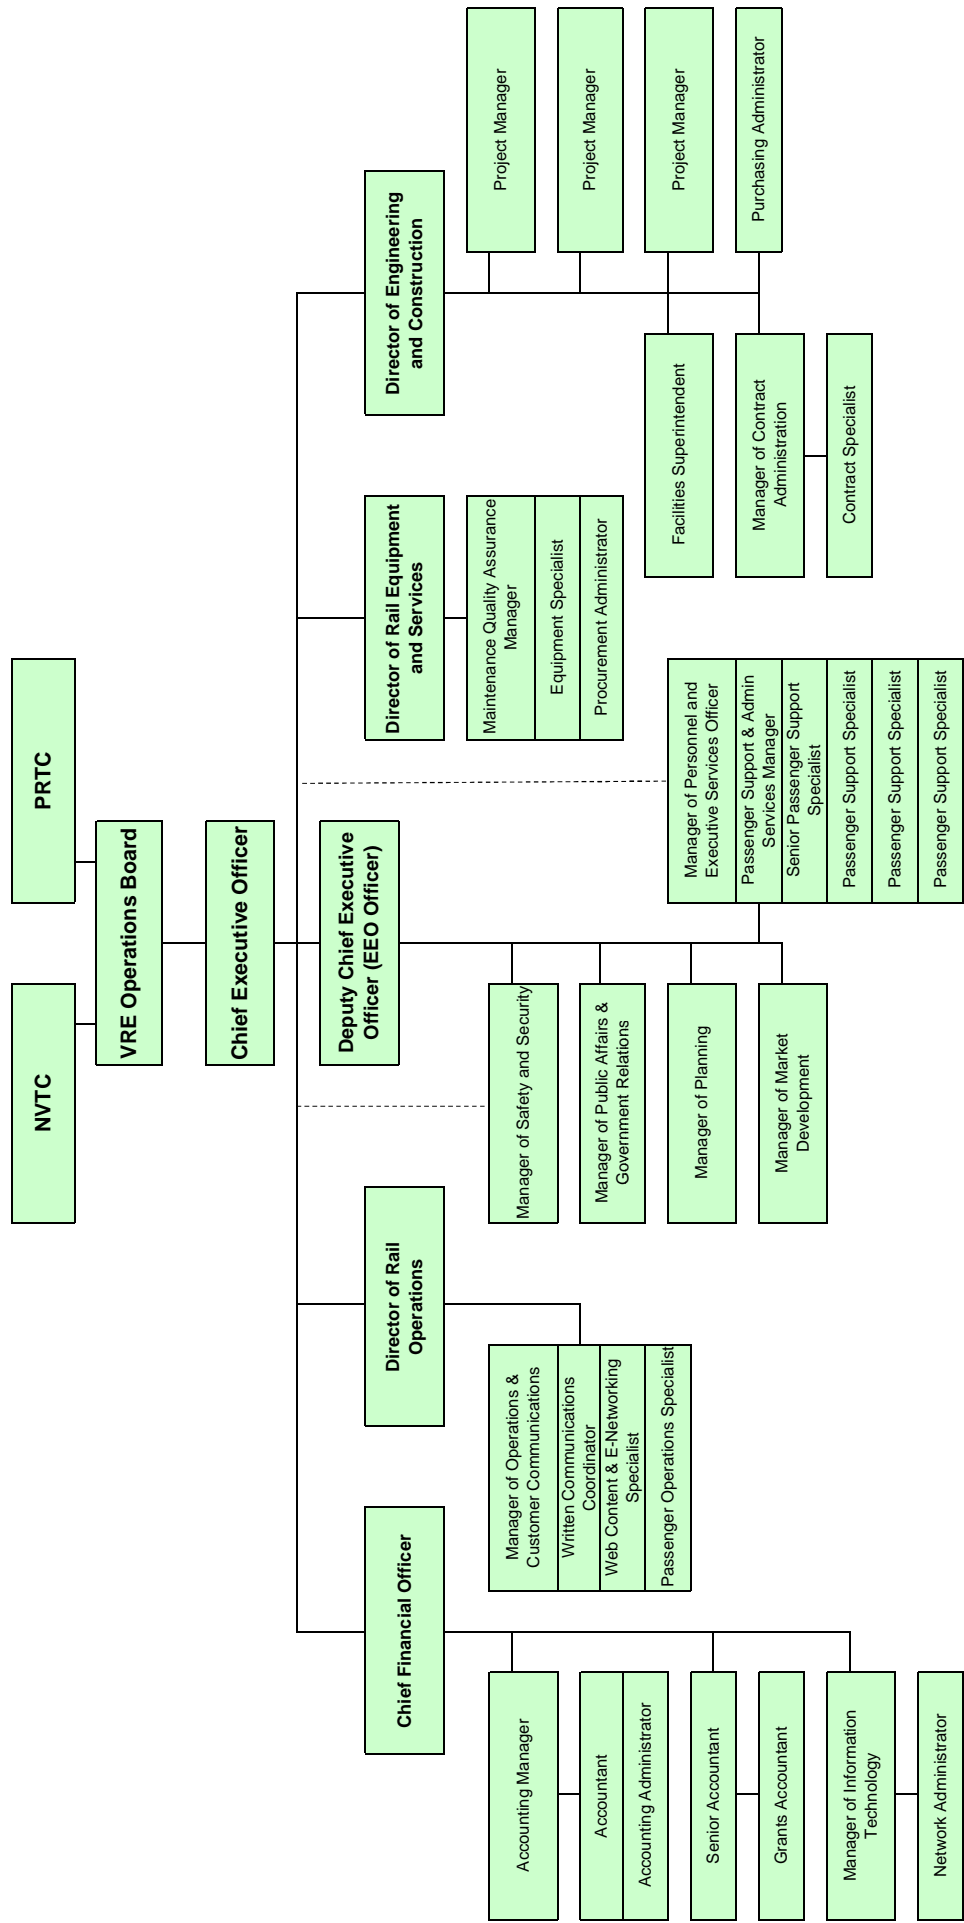 NVTC
PRTC
VRE Operations Board
Chief Executive Officer
Deputy Chief Executive
Officer (EEO Officer)
Chief Financial Officer
Director of Rail
Operations
Director of Rail Equipment
and Services
Director of Engineering
and Construction
Accounting Manager
Accountant
Accounting Administrator
Senior Accountant
Grants Accountant
Manager of Information
Technology
Network Administrator
Manager of Operations &
Customer Communications
Written Communications
Coordinator
Web Content & E-Networking
Specialist
Passenger Operations Specialist
Manager of Safety and Security
Manager of Public Affairs &
Government Relations
Manager of Planning
Manager of Market
Development
Manager of Personnel and
Executive Services Officer
Passenger Support & Admin
Services Manager
Senior Passenger Support
Specialist
Passenger Support Specialist
Passenger Support Specialist
Passenger Support Specialist
Maintenance Quality Assurance
Manager
Equipment Specialist
Procurement Administrator
Facilities Superintendent
Manager of Contract
Administration
Contract Specialist
Project Manager
Project Manager
Project Manager
Purchasing Administrator